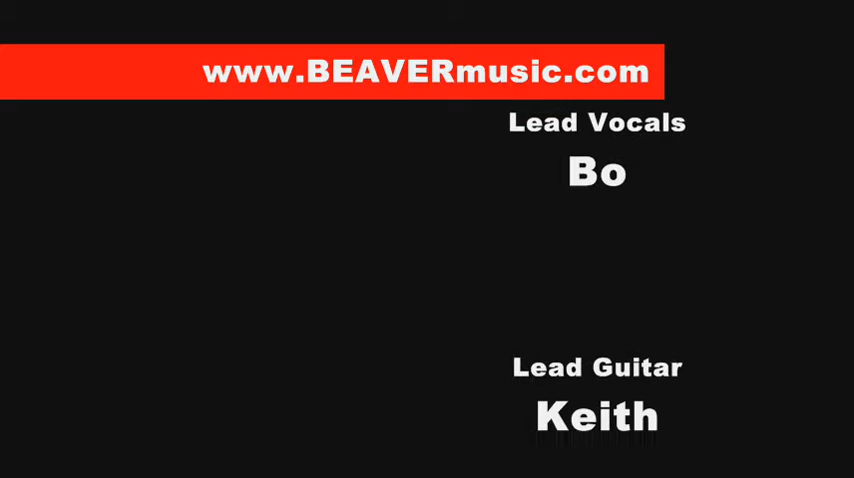 www.BEAVERmusic.com
Lead Vocals
Bo
Lead Guitar
Keith